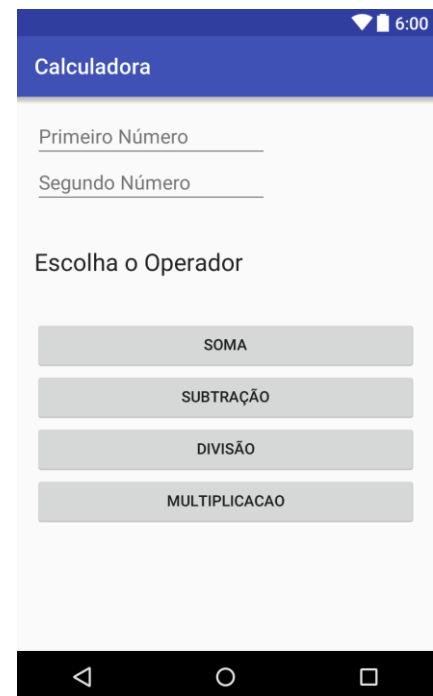 6:00
Calculadora
Primeiro Número
Segundo Número
Escolha o Operador
SOMA
SUBTRAÇÃO
DIVISÃO
MULTIPLICACAO